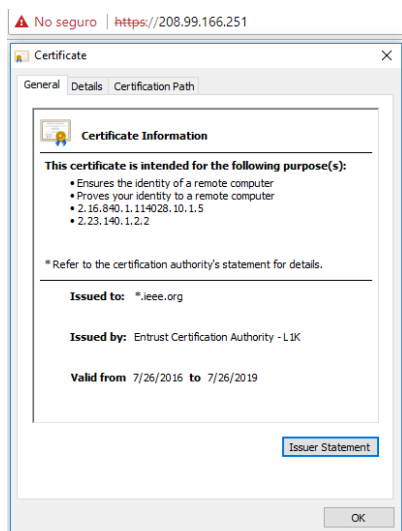 No seguro | https://208.99.166.251
Certificate
General Details Certification Path
Certificate Information
This certificate is intended for the following purpose(s):
• Ensures the identity of a remote computer
• Proves your identity to a remote computer
• 2.16.840.1.114028.10.1.5
• 2.23.140.1.2.2
* Refer to the certification authority's statement for details.
Issued to: *.ieee.org
Issued by: Entrust Certification Authority - L1K
Valid from 7/26/2016 to 7/26/2019
Issuer Statement
OK